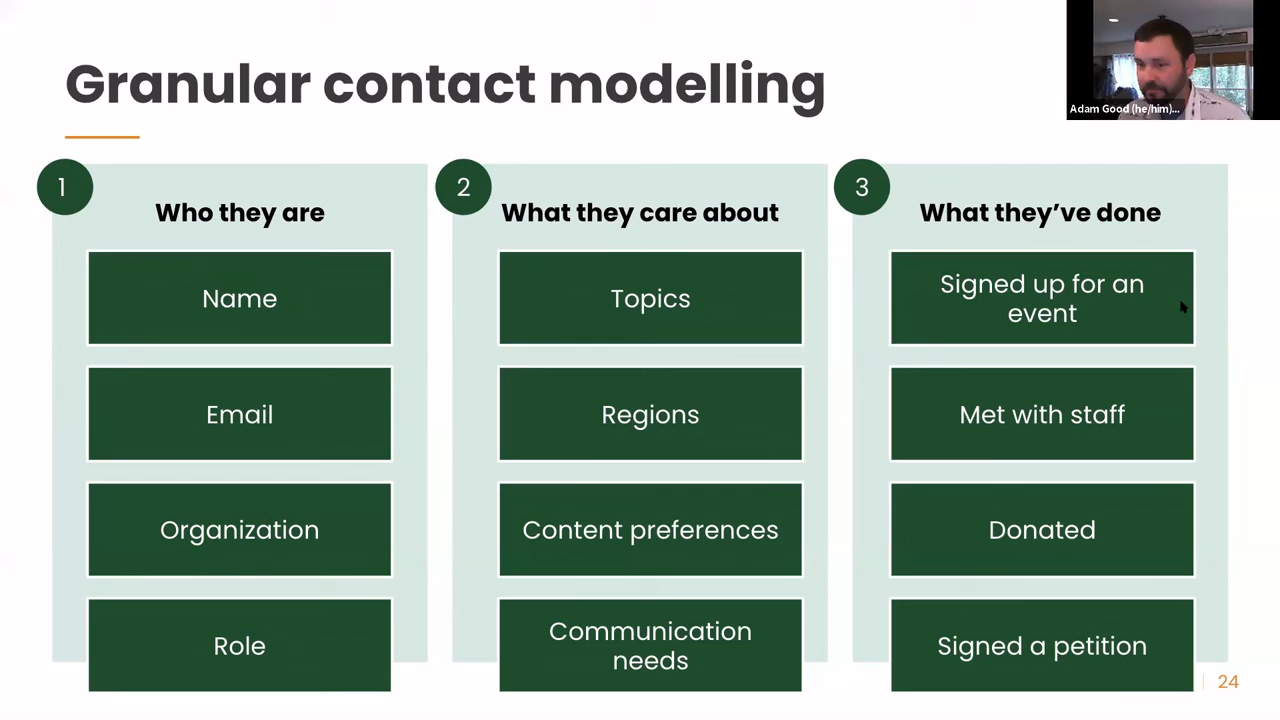 Granular contact modelling
Adam Good (he/him)...
1
Who they are
Name
Email
Organization
Role
2
What they care about
Topics
Regions
Content preferences
Communication
needs
3
What they’ve done
Signed up for an
event
Met with staff
Donated
Signed a petition
24